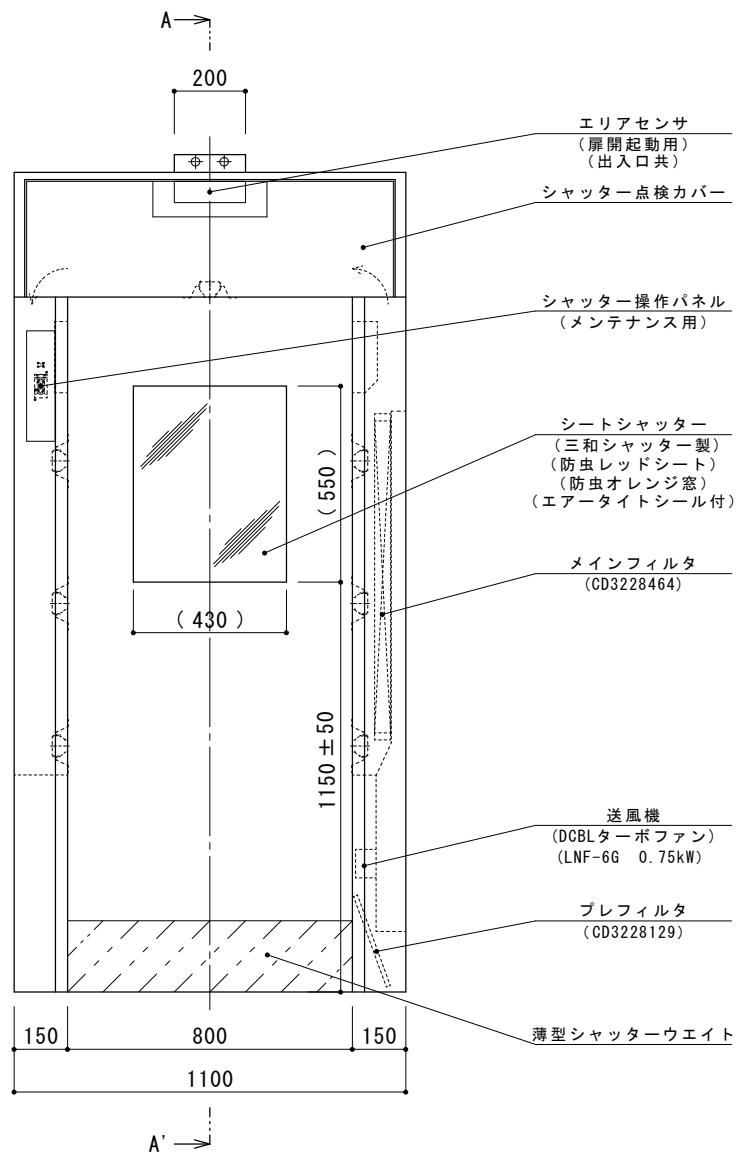 A
200
エリアセンサ
(扉開起動用)
(出入口共)
シャッター点検カバー
シャッター操作パネル
(メンテナンス用)
シートシャッター
(三和シャッター製)
(防虫レッドシート)
(防虫オレンジ窓)
(エアータイトシール付)
(550)
(430)
メインフィルタ
(CD3228464)
1150±50
送風機
(DCBLターボファン)
(LNF-6G 0.75kW)
プレフィルタ
(CD3228129)
薄型シャッターウエイト
150
800
150
1100
A'